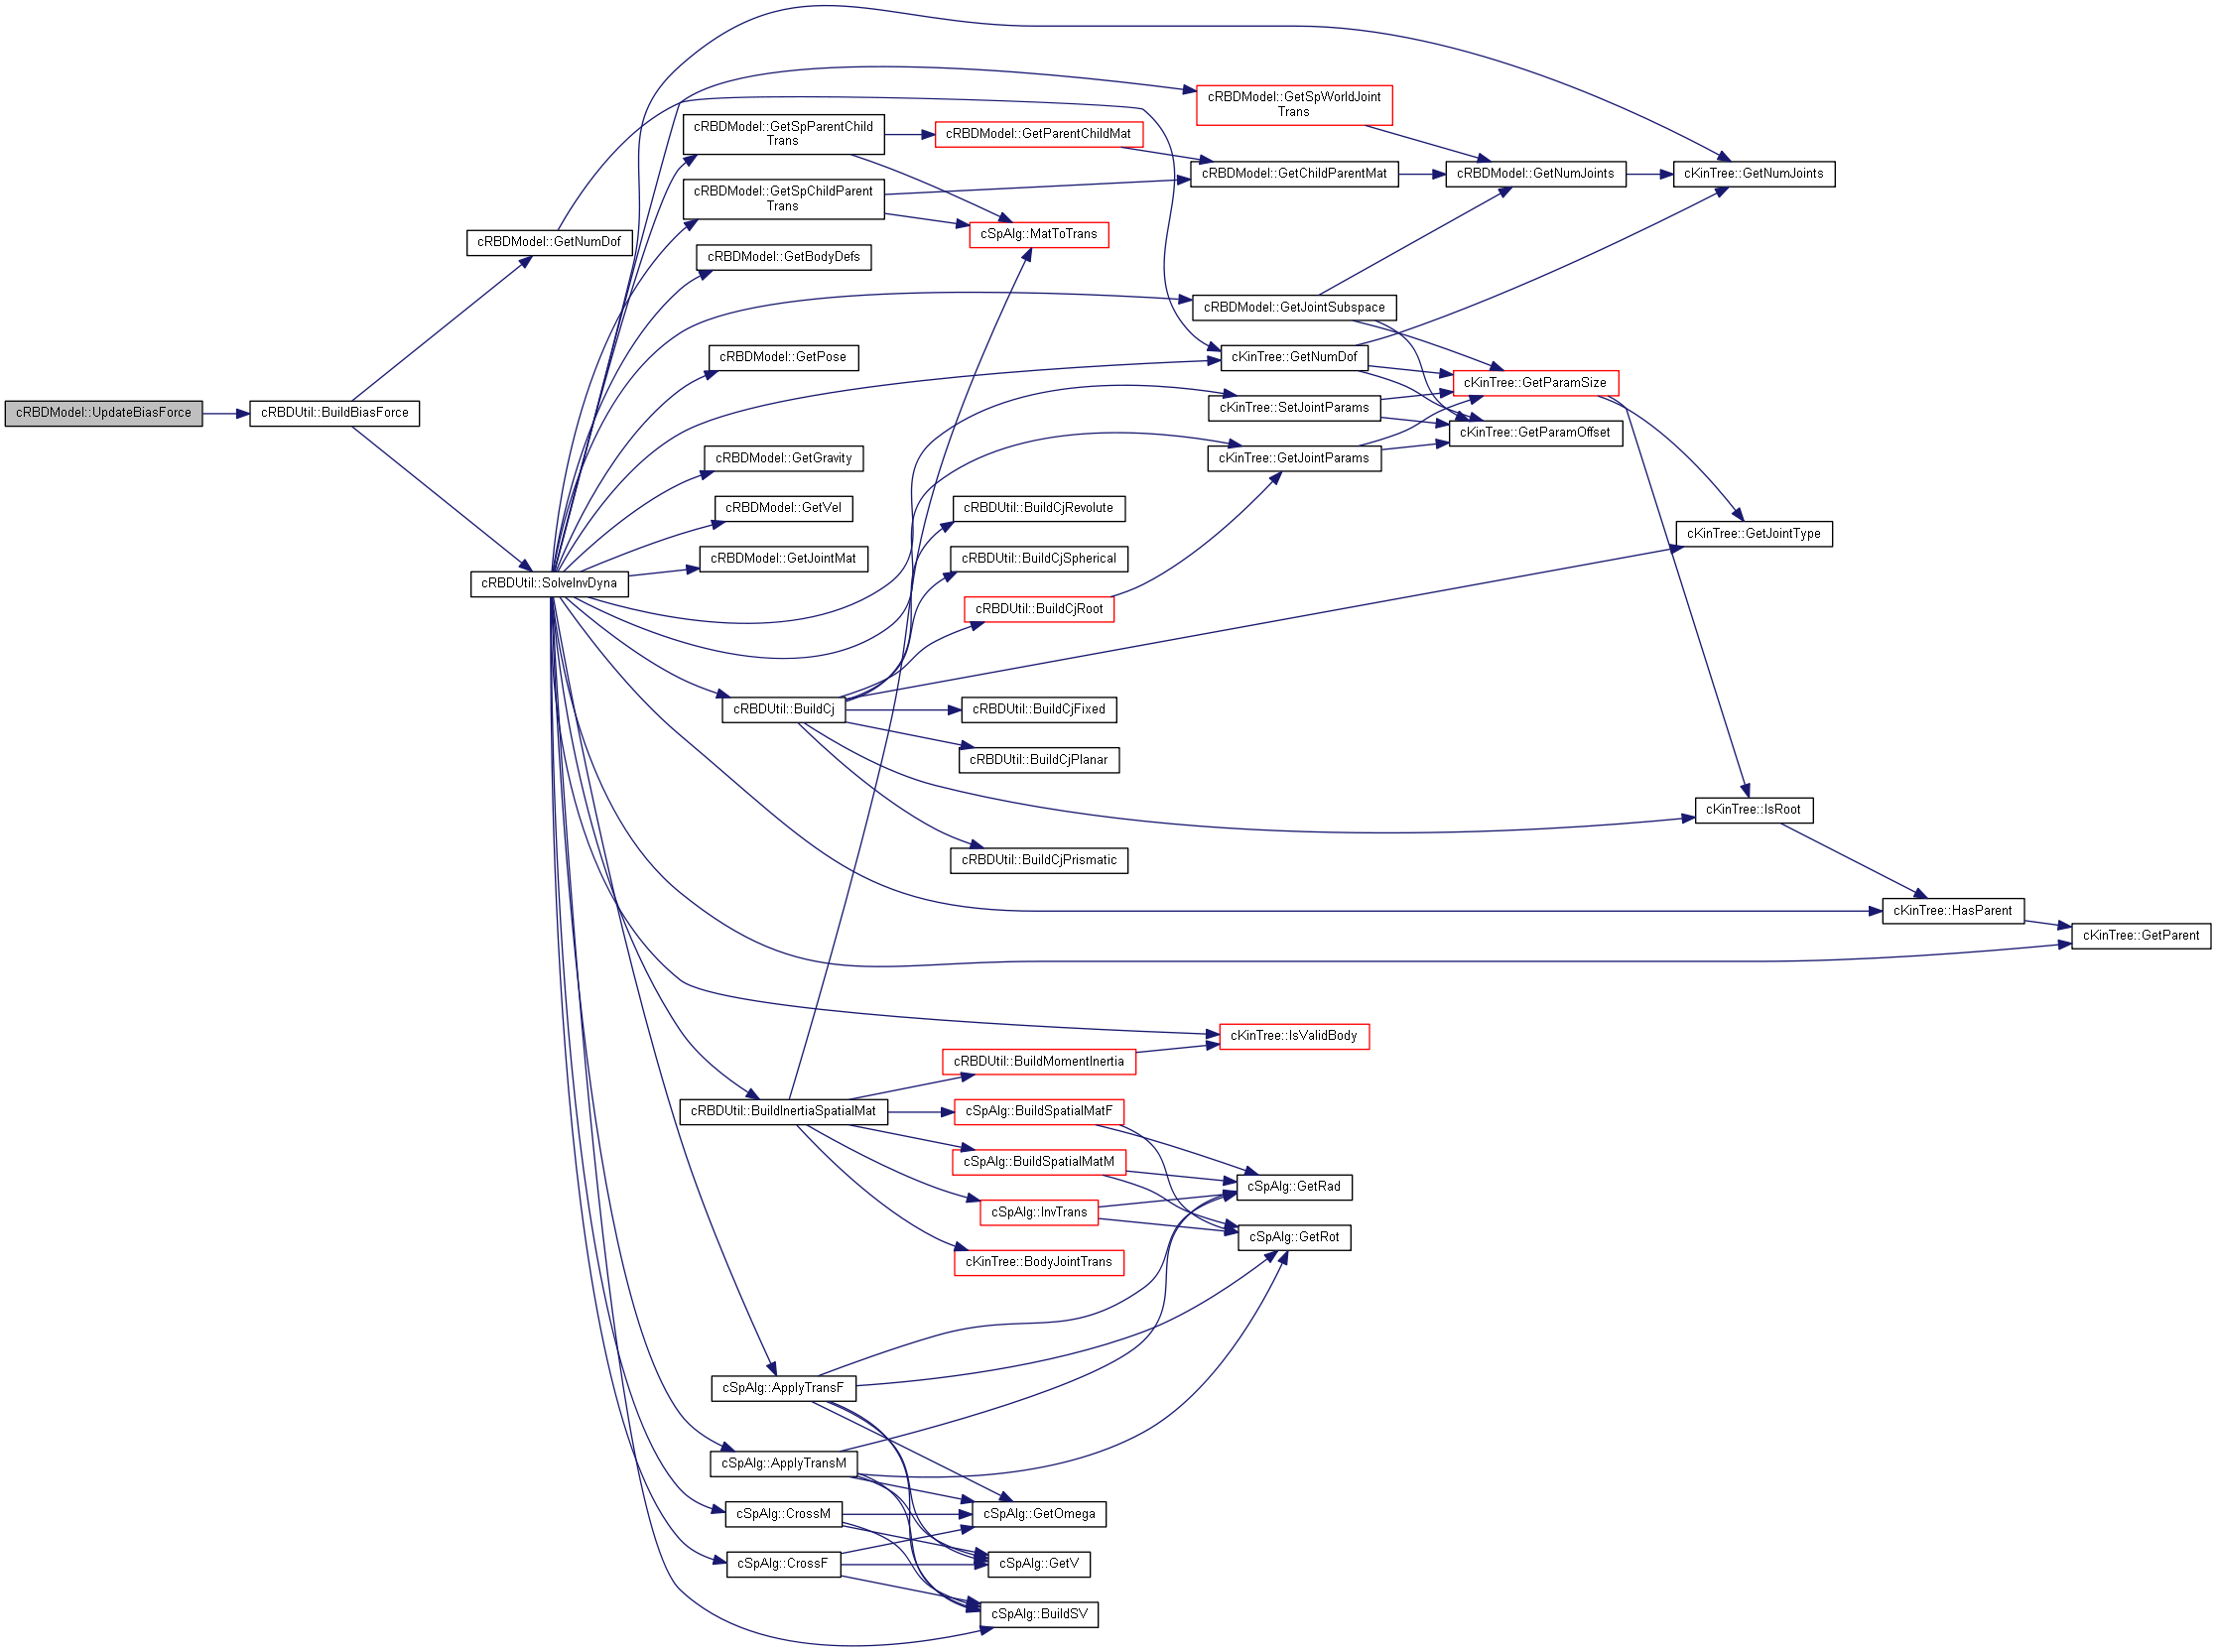 cRBDModel::UpdateBiasForce
cRBDUtil::BuildBiasForce
cRBDModel::GetNumDof
cRBDUtil::SolveInvDyna
cRBDModel::GetSpParentChild
Trans
cRBDModel::GetSpChildParent
Trans
cRBDModel::GetBodyDefs
cRBDModel::GetPose
cRBDModel::GetGravity
cRBDModel::GetVel
cRBDModel::GetJointMat
cRBDUtil::BuildCj
cRBDUtil::BuildInertiaSpatialMat
cSpAlg::ApplyTransF
cSpAlg::ApplyTransM
cSpAlg::CrossM
cSpAlg::CrossF
cRBDModel::GetParentChildMat
cSpAlg::MatToTrans
cRBDUtil::BuildCjRevolute
cRBDUtil::BuildCjSpherical
cRBDUtil::BuildCjRoot
cRBDUtil::BuildCjFixed
cRBDUtil::BuildCjPlanar
cRBDUtil::BuildCjPrismatic
cRBDUtil::BuildMomentInertia
cSpAlg::BuildSpatialMatF
cSpAlg::BuildSpatialMatM
cSpAlg::InvTrans
cKinTree::BodyJointTrans
cSpAlg::GetOmega
cSpAlg::GetV
cSpAlg::BuildSV
cRBDModel::GetSpWorldJoint
Trans
cRBDModel::GetChildParentMat
cRBDModel::GetJointSubspace
cKinTree::GetNumDof
cKinTree::SetJointParams
cKinTree::GetJointParams
cKinTree::IsValidBody
cSpAlg::GetRad
cSpAlg::GetRot
cRBDModel::GetNumJoints
cKinTree::GetParamSize
cKinTree::GetParamOffset
cKinTree::GetNumJoints
cKinTree::GetJointType
cKinTree::IsRoot
cKinTree::HasParent
cKinTree::GetParent